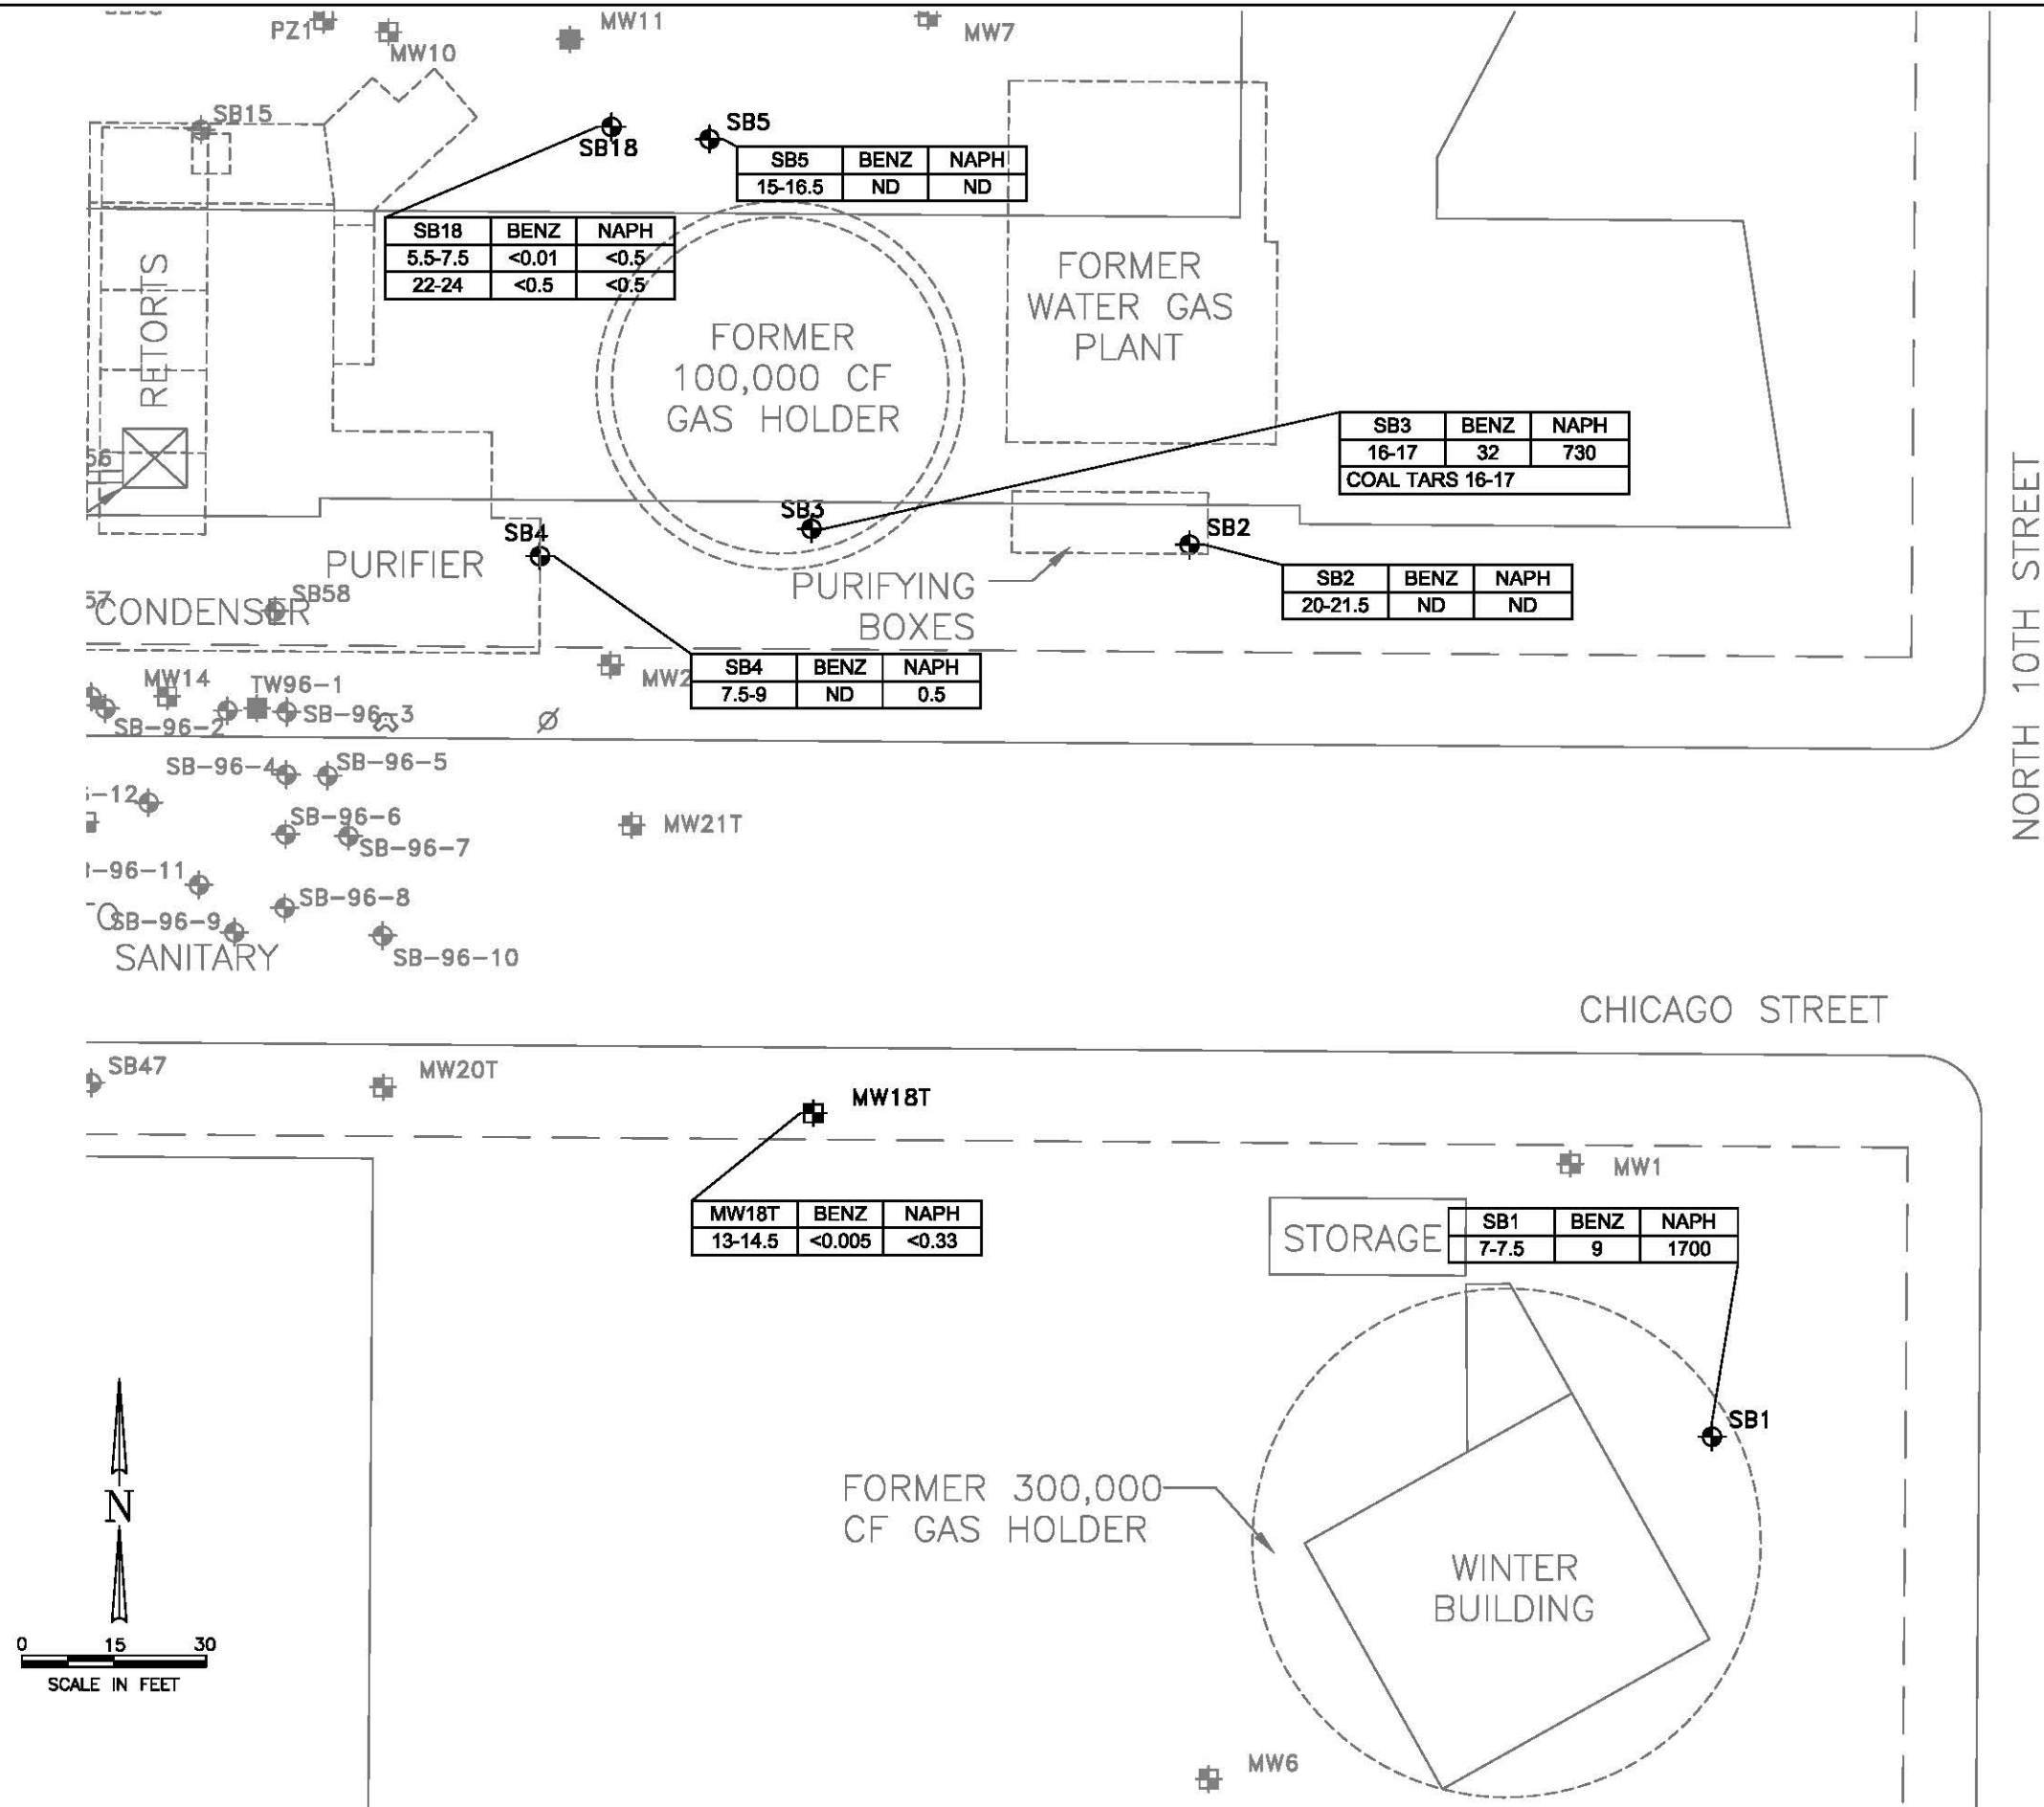 PZ1
MW10
MW11
MW7
SB15
SB18
SB5
SB5 BENZ NAPH
15-16.5 ND ND
SB18 BENZ NAPH
5.5-7.5 <0.01 <0.5
22-24 <0.5 <0.5
RETORTS
FORMER
100,000 CF
GAS HOLDER
FORMER
WATER GAS
PLANT
SB3 BENZ NAPH
16-17 32 730
COAL TARS 16-17
56
SB3
SB4
SB2
PURIFIER
PURIFYING
BOXES
SB2 BENZ NAPH
20-21.5 ND ND
57
CONDENSER
SB58
NORTH 10TH STREET
MW2
SB4 BENZ NAPH
7.5-9 ND 0.5
MW14
TW96-1
SB-96-2
SB-96-3
SB-96-4
SB-96-5
-12
SB-96-6
SB-96-7
MW21T
-96-11
SB-96-8
SB-96-9
SB-96-10
SANITARY
CHICAGO STREET
SB47
MW20T
MW18T
MW1
MW18T BENZ NAPH
13-14.5 <0.005 <0.33
STORAGE
SB1 BENZ NAPH
7-7.5 9 1700
SB1
FORMER 300,000
CF GAS HOLDER
WINTER
BUILDING
N
0 15 30
SCALE IN FEET
MW6